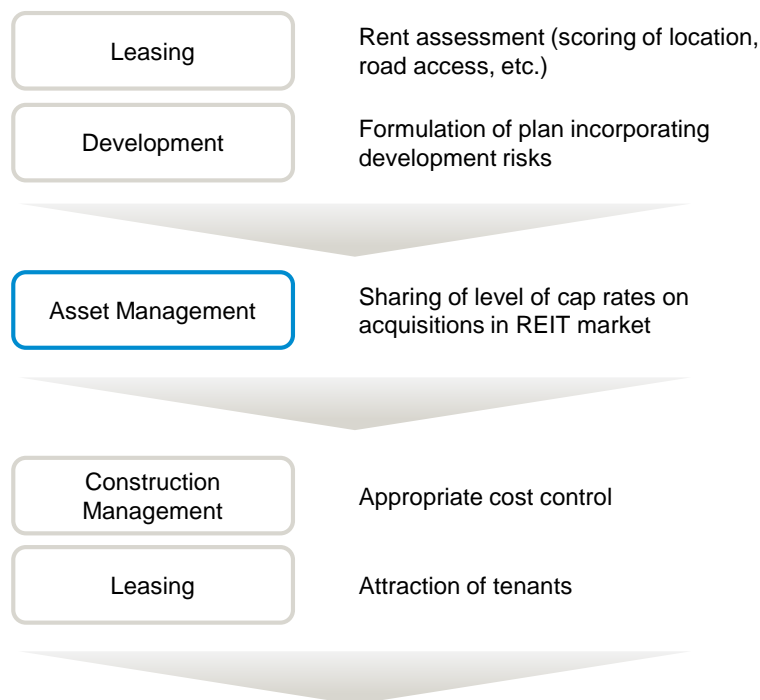 Leasing
Rent assessment (scoring of location,
road access, etc.)
Development
Formulation of plan incorporating
development risks
Asset Management
Sharing of level of cap rates on
acquisitions in REIT market
Construction
Management
Appropriate cost control
Leasing
Attraction of tenants